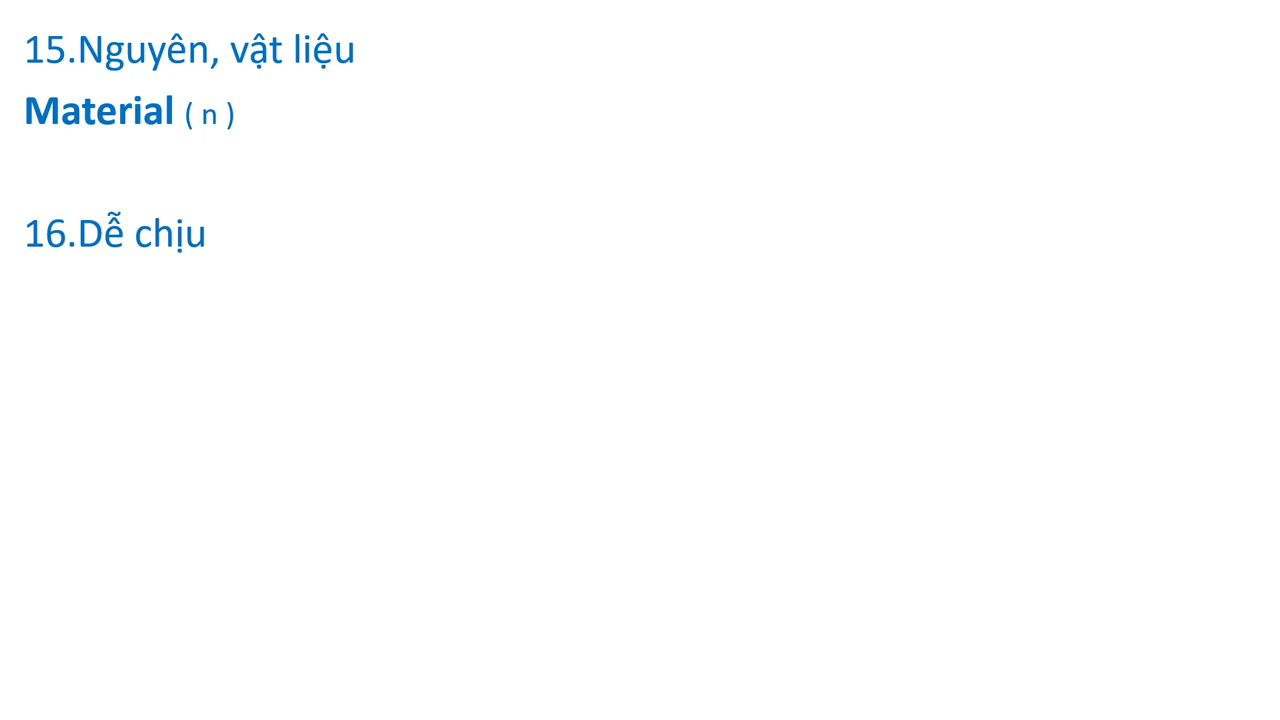 15.Nguyên, vật liệu
Material ( n )
16.Dễ chịu